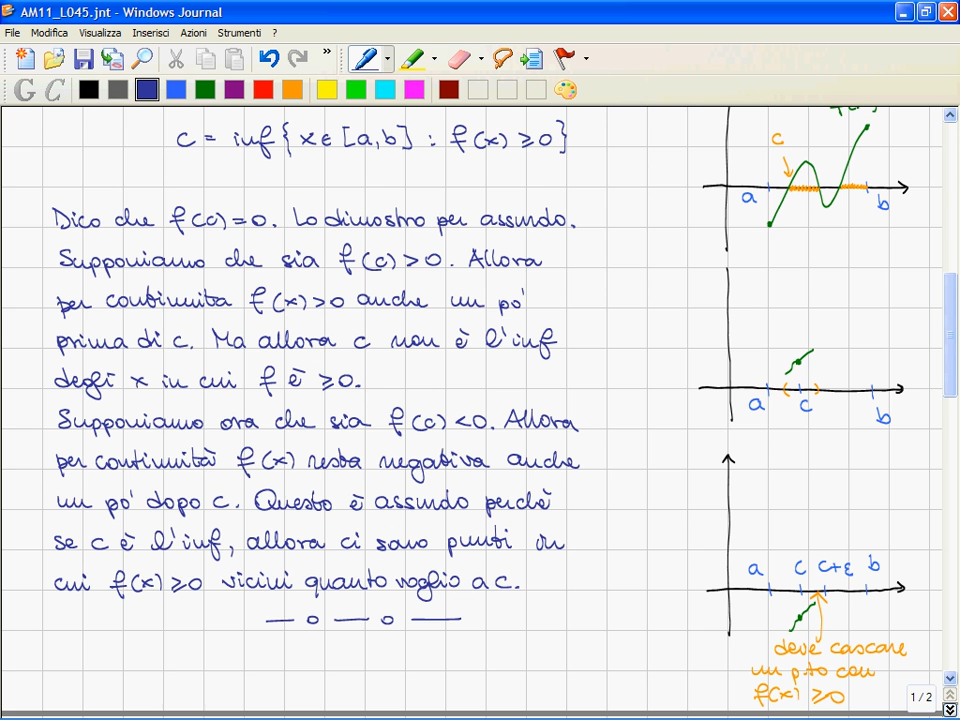 AM11_L045.jnt - Windows Journal
File Modifica Visualizza Inserisci Azioni Strumenti ?
c = inf{ x ∈ [a,b] : f(x) ≥ 0 }
Dico che f(c) = 0. Lo dimostro per assurdo.
Supponiamo che sia f(c) > 0. Allora
per continuita f(x) > 0 anche un po'
prima di c. Ma allora c non è l'inf
degli x in cui f è ≥ 0.
Supponiamo ora che sia f(c) < 0. Allora
per continuità f(x) resta negativa anche
un po' dopo c. Questo è assurdo perchè
se c è l'inf, allora ci sono punti in
cui f(x) ≥ 0 vicini quanto voglio a c.
c
a b
a c b
a c c+ε b
deve cascare
un p.to con
f(x) ≥ 0
1 / 2